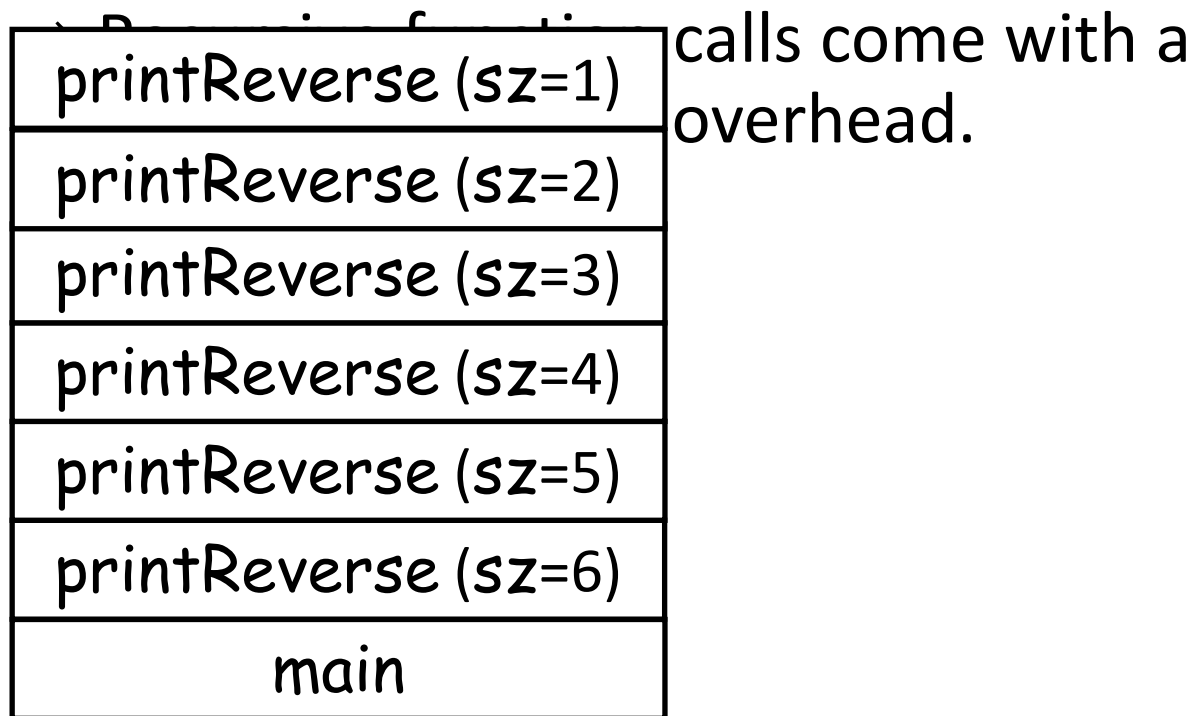 calls come with a
overhead.
printReverse (sz=1)
printReverse (sz=2)
printReverse (sz=3)
printReverse (sz=4)
printReverse (sz=5)
printReverse (sz=6)
main